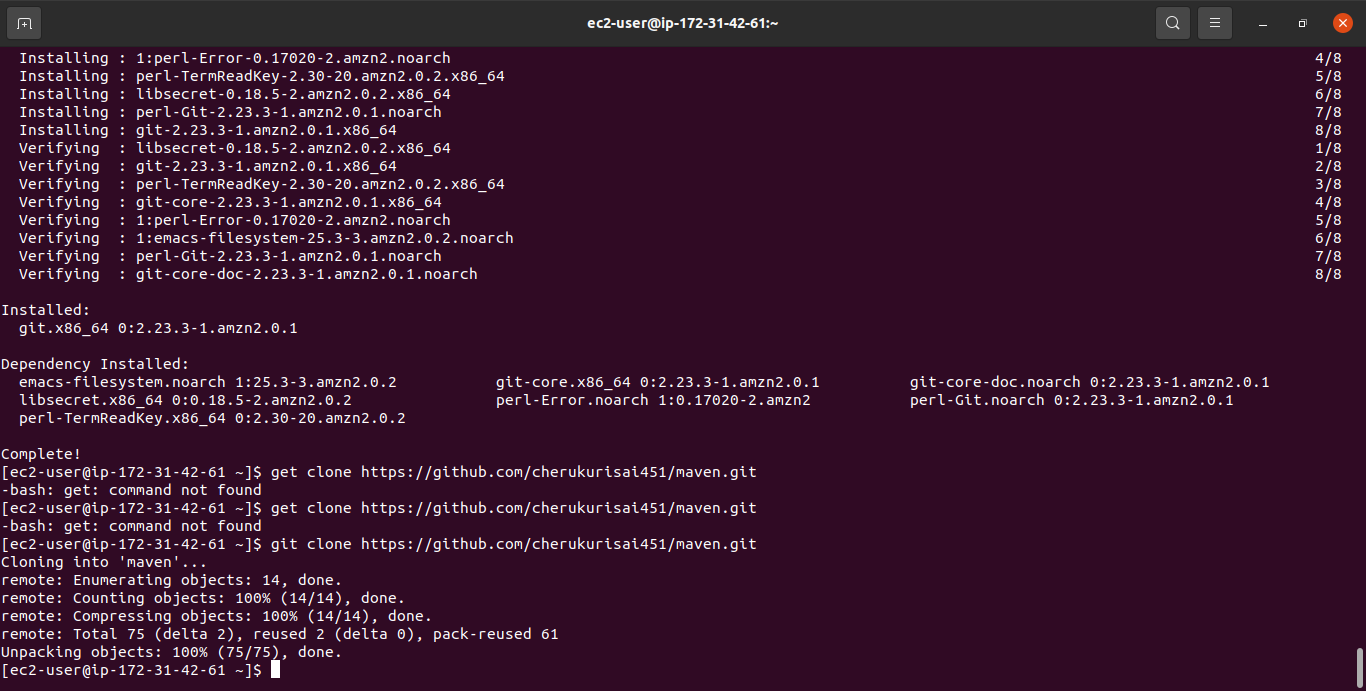 ec2-user@ip-172-31-42-61:~
Installing : 1:perl-Error-0.17020-2.amzn2.noarch 4/8
Installing : perl-TermReadKey-2.30-20.amzn2.0.2.x86_64 5/8
Installing : libsecret-0.18.5-2.amzn2.0.2.x86_64 6/8
Installing : perl-Git-2.23.3-1.amzn2.0.1.noarch 7/8
Installing : git-2.23.3-1.amzn2.0.1.x86_64 8/8
Verifying  : libsecret-0.18.5-2.amzn2.0.2.x86_64 1/8
Verifying  : git-2.23.3-1.amzn2.0.1.x86_64 2/8
Verifying  : perl-TermReadKey-2.30-20.amzn2.0.2.x86_64 3/8
Verifying  : git-core-2.23.3-1.amzn2.0.1.x86_64 4/8
Verifying  : 1:perl-Error-0.17020-2.amzn2.noarch 5/8
Verifying  : 1:emacs-filesystem-25.3-3.amzn2.0.2.noarch 6/8
Verifying  : perl-Git-2.23.3-1.amzn2.0.1.noarch 7/8
Verifying  : git-core-doc-2.23.3-1.amzn2.0.1.noarch 8/8
Installed:
git.x86_64 0:2.23.3-1.amzn2.0.1
Dependency Installed:
emacs-filesystem.noarch 1:25.3-3.amzn2.0.2 git-core.x86_64 0:2.23.3-1.amzn2.0.1 git-core-doc.noarch 0:2.23.3-1.amzn2.0.1
libsecret.x86_64 0:0.18.5-2.amzn2.0.2 perl-Error.noarch 1:0.17020-2.amzn2 perl-Git.noarch 0:2.23.3-1.amzn2.0.1
perl-TermReadKey.x86_64 0:2.30-20.amzn2.0.2
Complete!
[ec2-user@ip-172-31-42-61 ~]$ get clone https://github.com/cherukurisai451/maven.git
-bash: get: command not found
[ec2-user@ip-172-31-42-61 ~]$ get clone https://github.com/cherukurisai451/maven.git
-bash: get: command not found
[ec2-user@ip-172-31-42-61 ~]$ git clone https://github.com/cherukurisai451/maven.git
Cloning into 'maven'...
remote: Enumerating objects: 14, done.
remote: Counting objects: 100% (14/14), done.
remote: Compressing objects: 100% (14/14), done.
remote: Total 75 (delta 2), reused 2 (delta 0), pack-reused 61
Unpacking objects: 100% (75/75), done.
[ec2-user@ip-172-31-42-61 ~]$